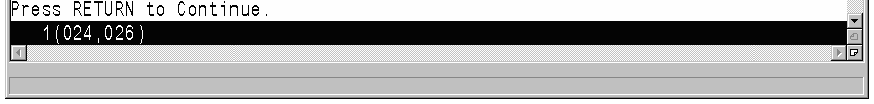 Press RETURN to Continue.
1(024,026)